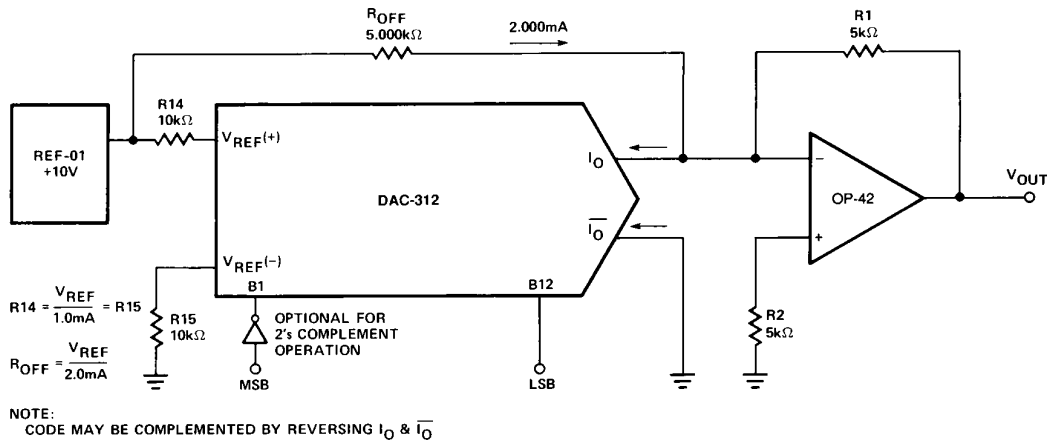 R_OFF
5.000kΩ
2.000mA
R1
5kΩ
REF-01
+10V
R14
10kΩ
V_REF(+)
DAC-312
I_O
\overline{I_O}
V_REF(−)
B1
B12
−
+
OP-42
V_OUT
R14 = V_REF / 1.0mA = R15
R_OFF = V_REF / 2.0mA
R15
10kΩ
OPTIONAL FOR
2's COMPLEMENT
OPERATION
MSB
LSB
R2
5kΩ
NOTE:
CODE MAY BE COMPLEMENTED BY REVERSING I_O & \overline{I_O}